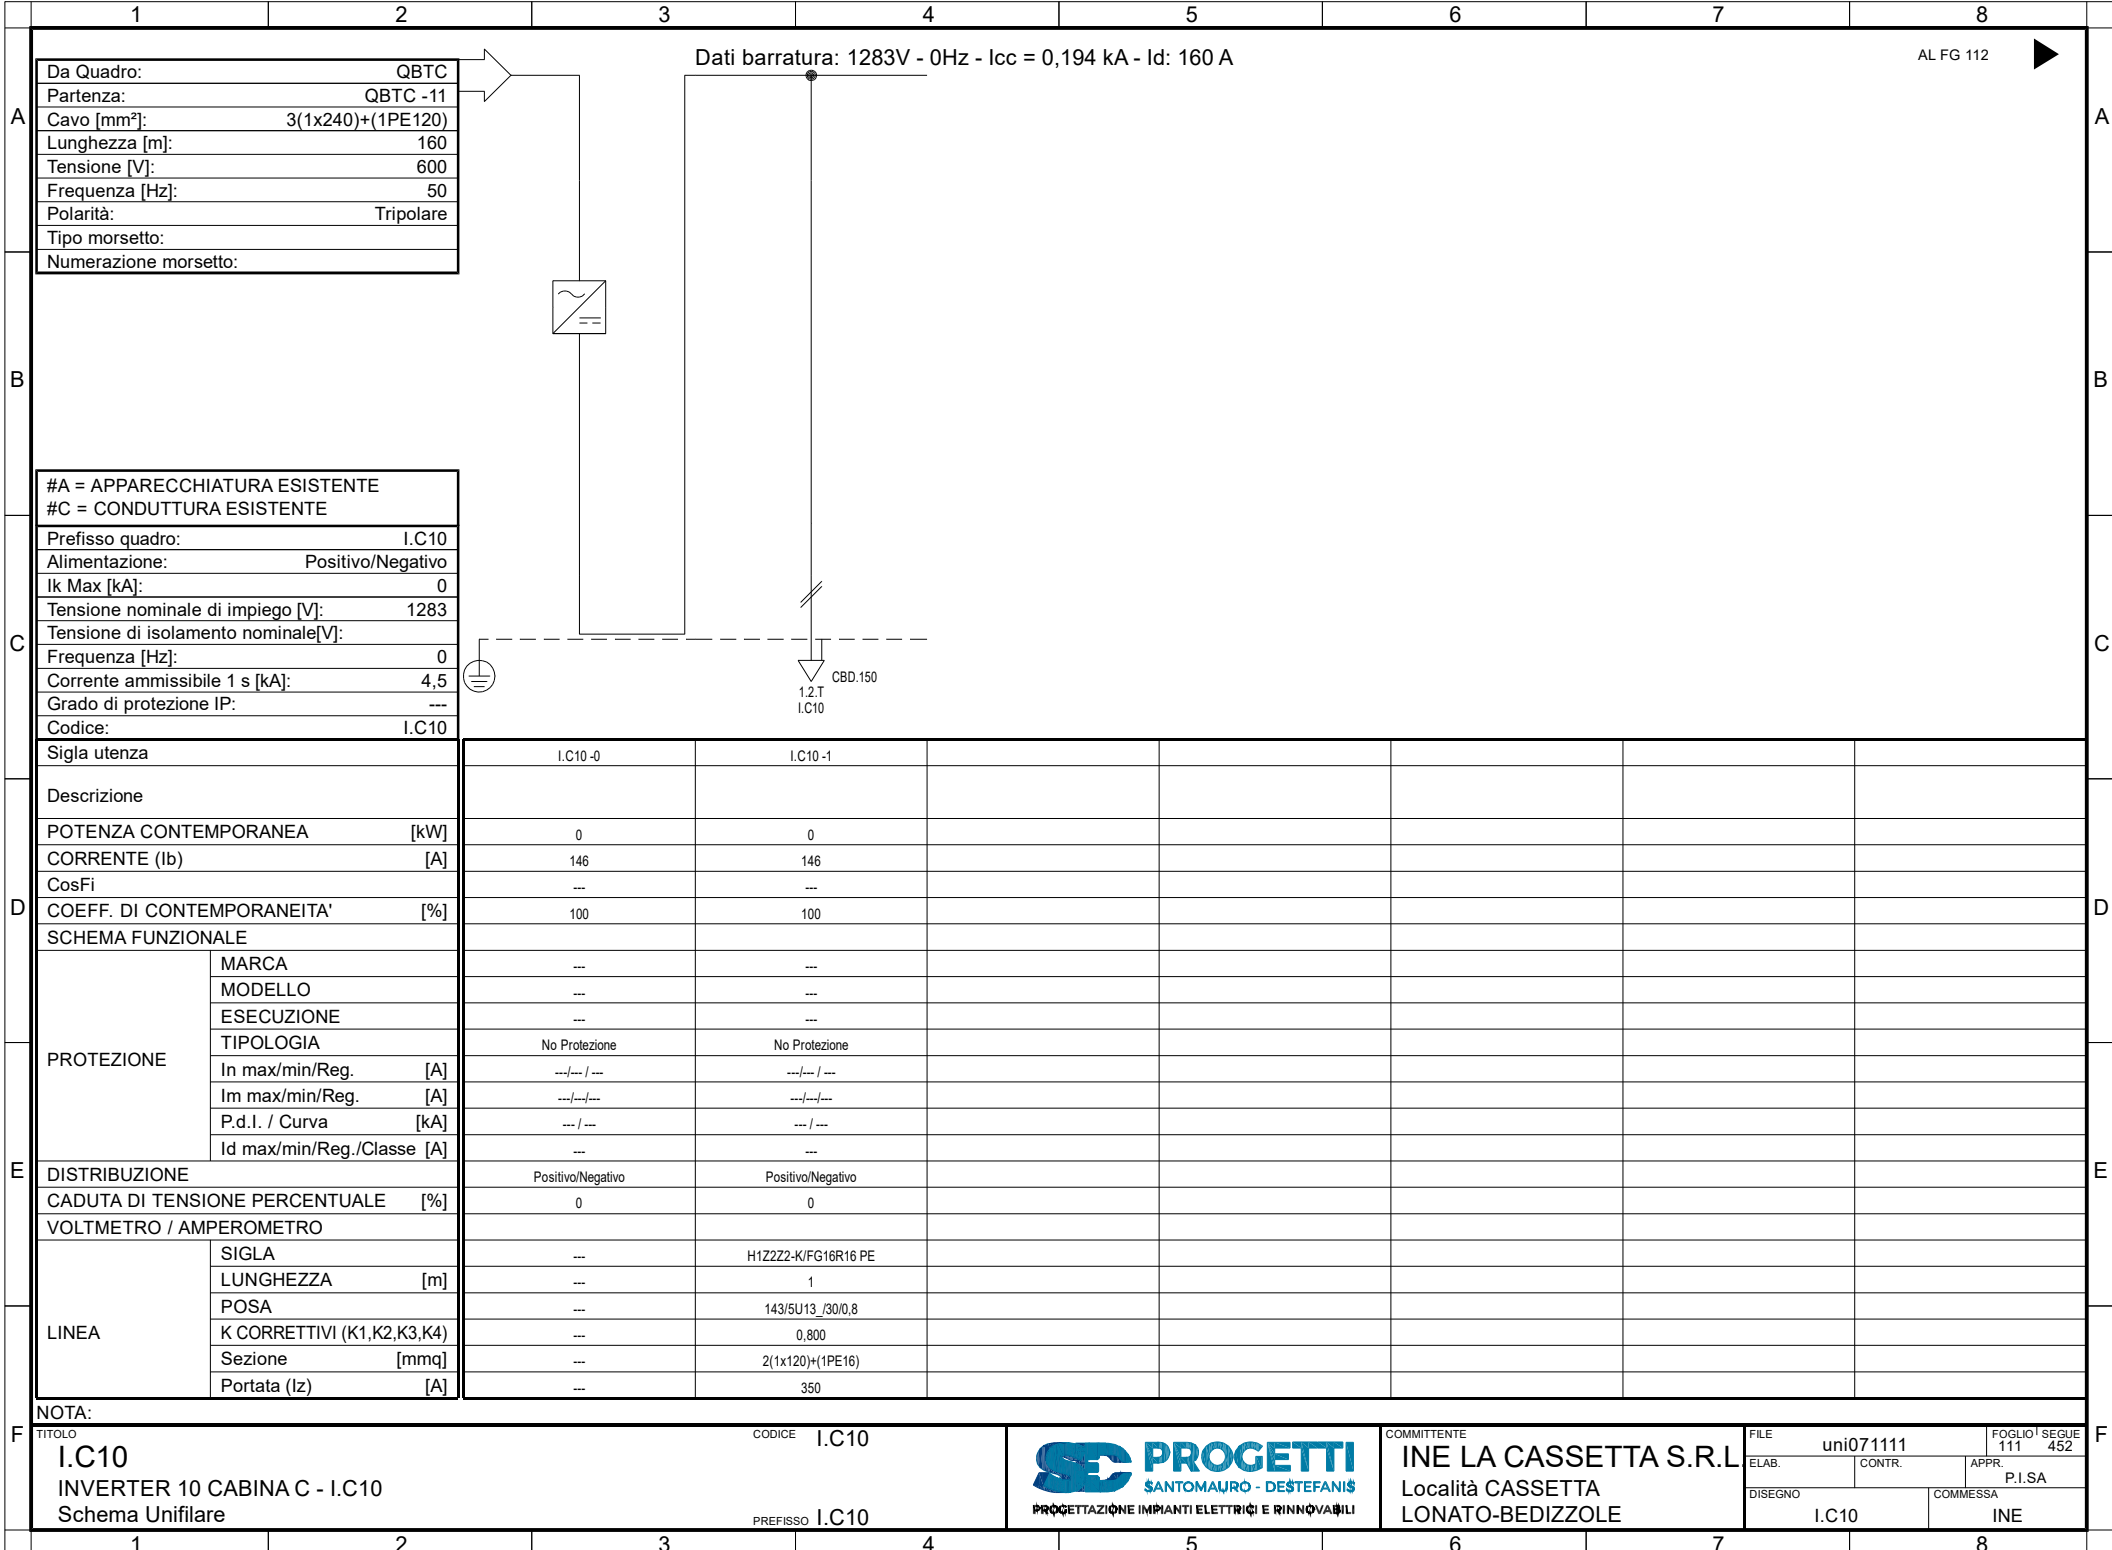 1 2 3 4 5 6 7 8
Dati barratura: 1283V - 0Hz - Icc = 0,194 kA - Id: 160 A
AL FG 112
Da Quadro: QBTC
Partenza: QBTC -11
Cavo [mm²]: 3(1x240)+(1PE120)
Lunghezza [m]: 160
Tensione [V]: 600
Frequenza [Hz]: 50
Polarità: Tripolare
Tipo morsetto:
Numerazione morsetto:
A A
B B
#A = APPARECCHIATURA ESISTENTE
#C = CONDUTTURA ESISTENTE
Prefisso quadro: I.C10
Alimentazione: Positivo/Negativo
Ik Max [kA]: 0
Tensione nominale di impiego [V]: 1283
Tensione di isolamento nominale[V]:
Frequenza [Hz]: 0
Corrente ammissibile 1 s [kA]: 4,5
Grado di protezione IP: ---
Codice: I.C10
C C
CBD.150
1.2.T
I.C10
Sigla utenza I.C10 -0 I.C10 -1
Descrizione
POTENZA CONTEMPORANEA [kW] 0 0
CORRENTE (Ib) [A] 146 146
CosFi --- ---
D D
COEFF. DI CONTEMPORANEITA' [%] 100 100
SCHEMA FUNZIONALE
PROTEZIONE
MARCA --- ---
MODELLO --- ---
ESECUZIONE --- ---
TIPOLOGIA No Protezione No Protezione
In max/min/Reg. [A] ---/--- / --- ---/--- / ---
Im max/min/Reg. [A] ---/---/--- ---/---/---
P.d.I. / Curva [kA] --- / --- --- / ---
Id max/min/Reg./Classe [A] --- ---
E E
DISTRIBUZIONE Positivo/Negativo Positivo/Negativo
CADUTA DI TENSIONE PERCENTUALE [%] 0 0
VOLTMETRO / AMPEROMETRO
LINEA
SIGLA --- H1Z2Z2-K/FG16R16 PE
LUNGHEZZA [m] --- 1
POSA --- 143/5U13_/30/0,8
K CORRETTIVI (K1,K2,K3,K4) --- 0,800
Sezione [mmq] --- 2(1x120)+(1PE16)
Portata (Iz) [A] --- 350
NOTA:
F F
TITOLO
I.C10
INVERTER 10 CABINA C - I.C10
Schema Unifilare
CODICE I.C10
PREFISSO I.C10
PROGETTI
SANTOMAURO - DESTEFANIS
PROGETTAZIONE IMPIANTI ELETTRICI E RINNOVABILI
COMMITTENTE
INE LA CASSETTA S.R.L.
Località CASSETTA
LONATO-BEDIZZOLE
FILE uni071111
FOGLIO 111 SEGUE 452
ELAB. CONTR. APPR. P.I.SA
DISEGNO I.C10
COMMESSA INE
1 2 3 4 5 6 7 8